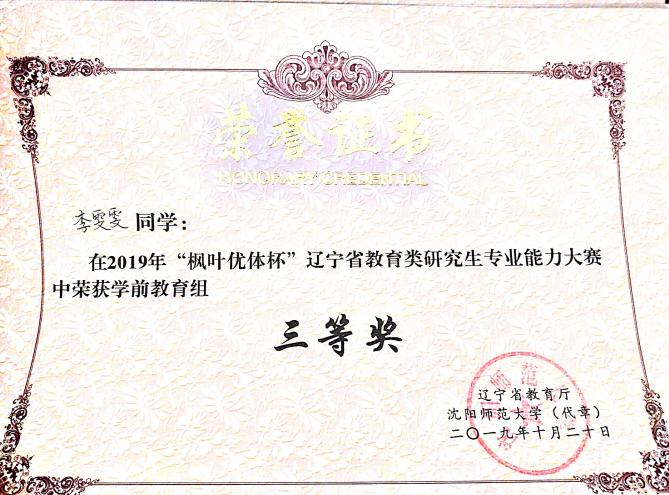 荣誉证书
HONORARY CREDENTIAL
李雯雯同学：
在2019年“枫叶优体杯”辽宁省教育类研究生专业能力大赛
中荣获学前教育组
三等奖
师范
辽宁省教育厅
沈阳师范大学（代章）
二〇一九年十月二十日